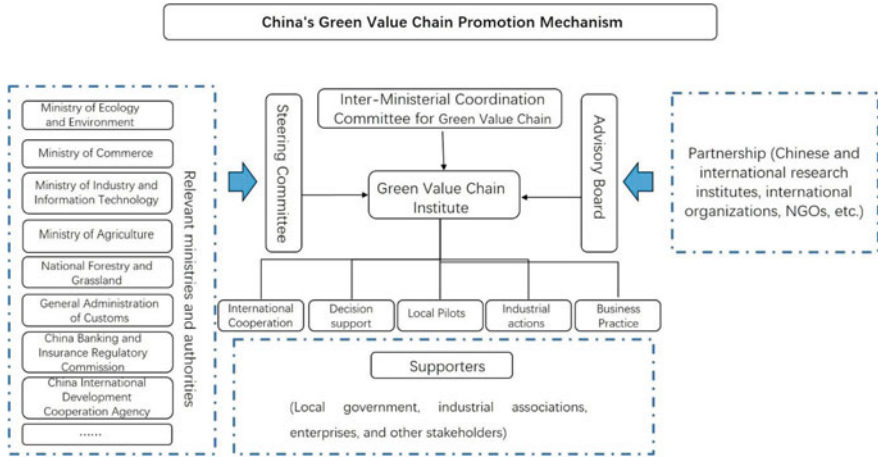 China's Green Value Chain Promotion Mechanism
Ministry of Ecology
and Environment
Ministry of Commerce
Ministry of Industry and
Information Technology
Ministry of Agriculture
National Forestry and
Grassland
General Administration
of Customs
China Banking and
Insurance Regulatory
Commission
China International
Development
Cooperation Agency
......
Relevant ministries and authorities
Steering Committee
Inter-Ministerial Coordination
Committee for Green Value Chain
Green Value Chain
Institute
Advisory Board
Partnership (Chinese and
international research
institutes, international
organizations, NGOs, etc.)
International
Cooperation
Decision
support
Local Pilots
Industrial
actions
Business
Practice
Supporters
(Local government, industrial associations,
enterprises, and other stakeholders)